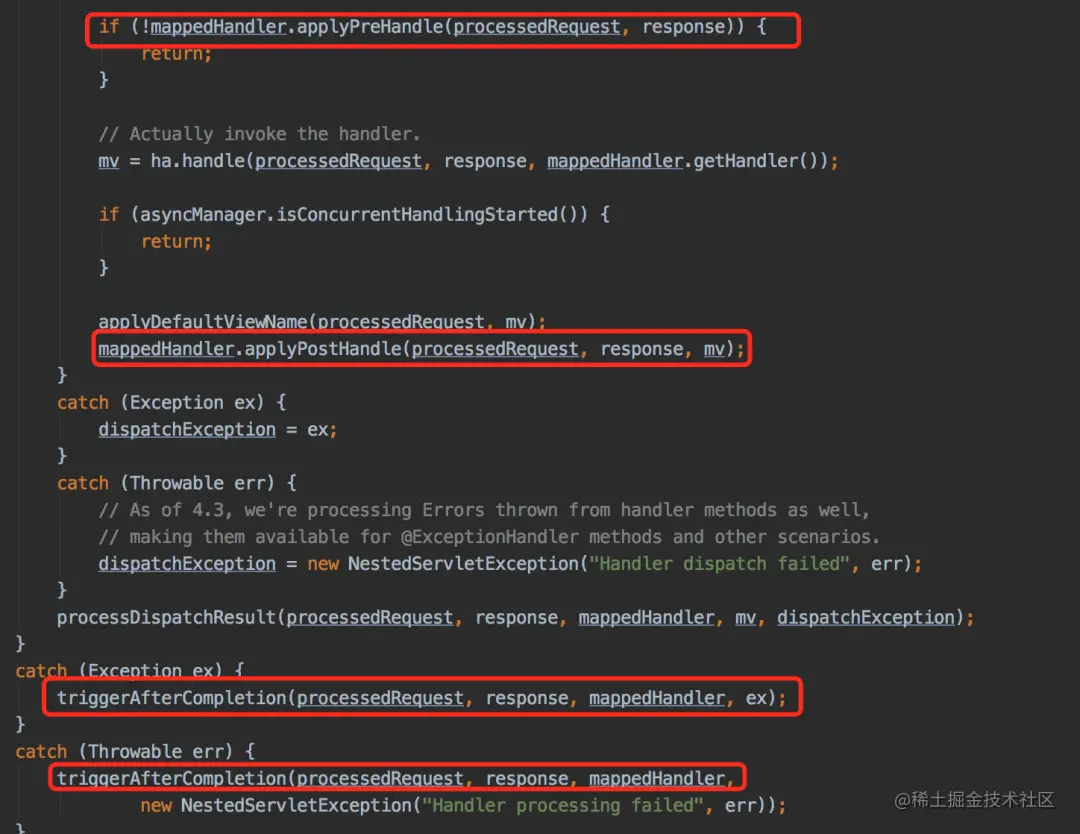 if (!mappedHandler.applyPreHandle(processedRequest, response)) {
return;
}
// Actually invoke the handler.
mv = ha.handle(processedRequest, response, mappedHandler.getHandler());
if (asyncManager.isConcurrentHandlingStarted()) {
return;
}
applyDefaultViewName(processedRequest, mv);
mappedHandler.applyPostHandle(processedRequest, response, mv);
}
catch (Exception ex) {
dispatchException = ex;
}
catch (Throwable err) {
// As of 4.3, we're processing Errors thrown from handler methods as well,
// making them available for @ExceptionHandler methods and other scenarios.
dispatchException = new NestedServletException("Handler dispatch failed", err);
}
processDispatchResult(processedRequest, response, mappedHandler, mv, dispatchException);
}
catch (Exception ex) {
triggerAfterCompletion(processedRequest, response, mappedHandler, ex);
}
catch (Throwable err) {
triggerAfterCompletion(processedRequest, response, mappedHandler,
new NestedServletException("Handler processing failed", err));
}
@稀土掘金技术社区